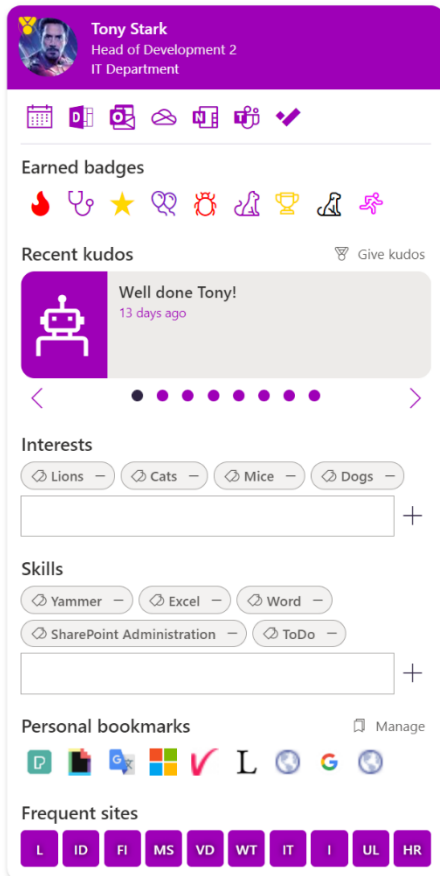 Tony Stark
Head of Development 2
IT Department
Earned badges
Recent kudos
Give kudos
Well done Tony!
13 days ago
Interests
Lions
Cats
Mice
Dogs
Skills
Yammer
Excel
Word
SharePoint Administration
ToDo
Personal bookmarks
Manage
L
G
Frequent sites
L ID FI MS VD WT IT I UL HR